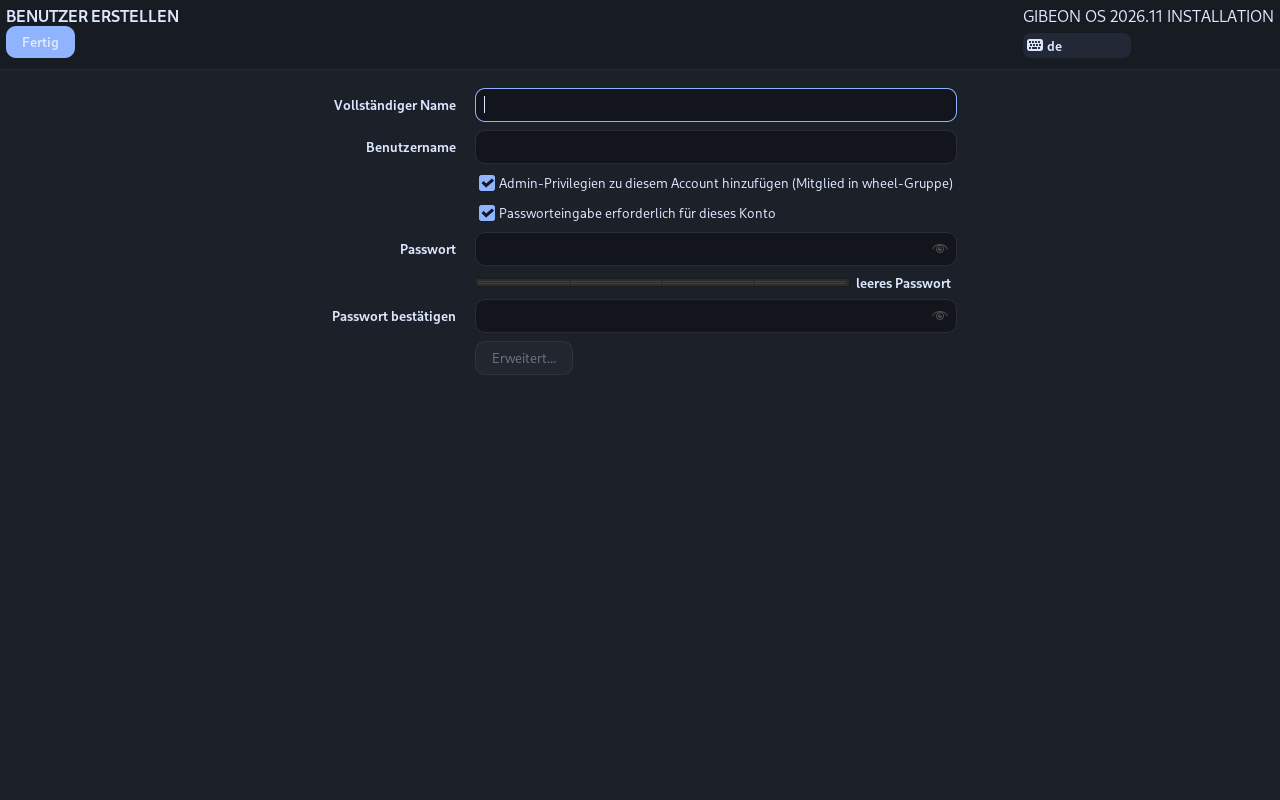 BENUTZER ERSTELLEN
GIBEON OS 2026.11 INSTALLATION
Fertig
de
Vollständiger Name
Benutzername
Admin-Privilegien zu diesem Account hinzufügen (Mitglied in wheel-Gruppe)
Passworteingabe erforderlich für dieses Konto
Passwort
leeres Passwort
Passwort bestätigen
Erweitert...